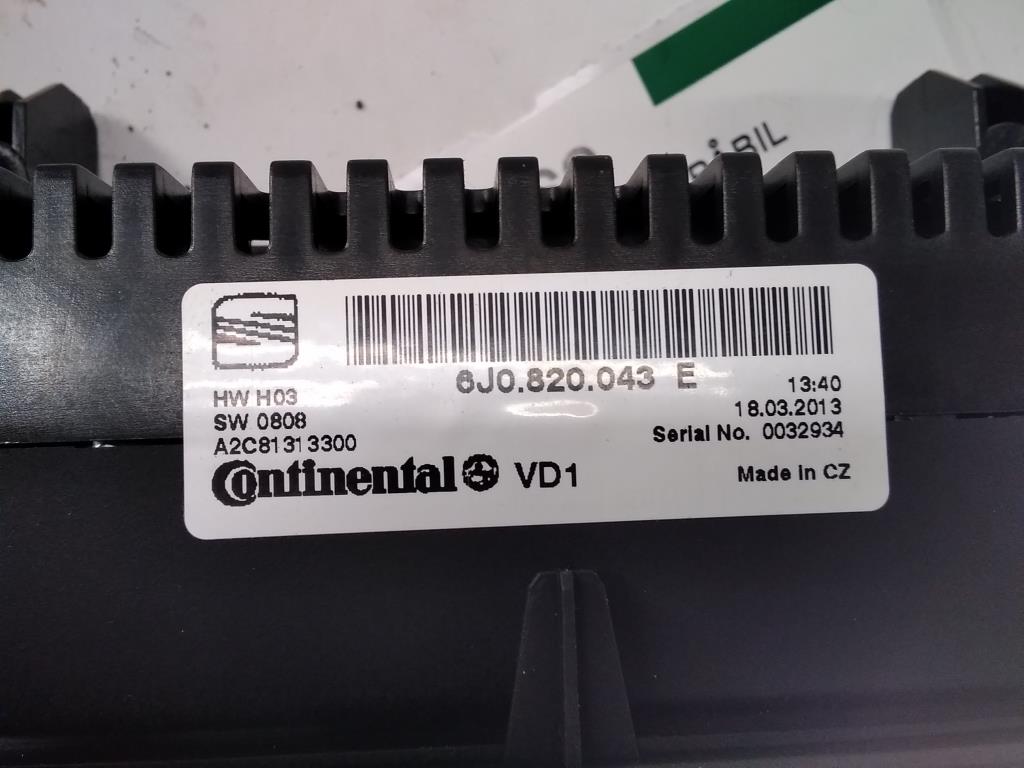 6J0.820.043 E
HW H03
SW 0808
A2C81313300
13:40
18.03.2013
Serial No. 0032934
Continental VD1
Made in CZ